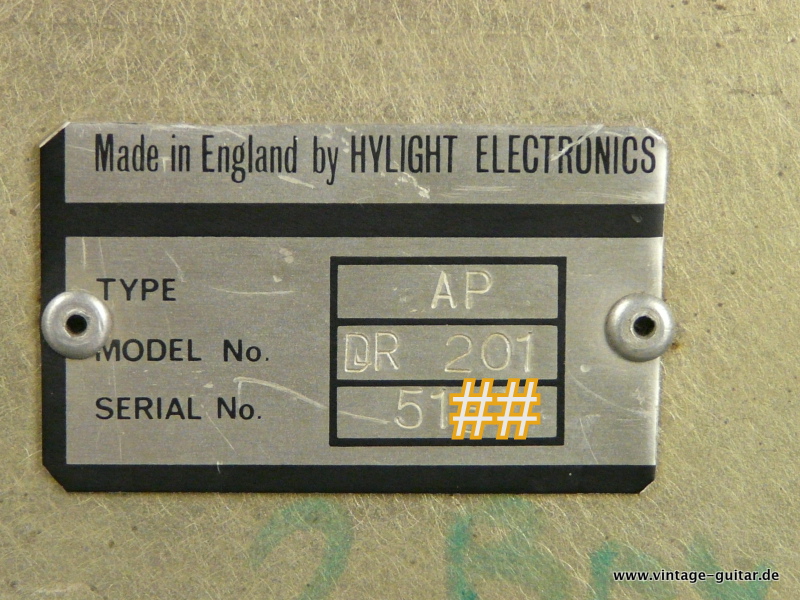 Made in England by HYLIGHT ELECTRONICS
TYPE AP
MODEL No. DR 201
SERIAL No. 51##
www.vintage-guitar.de